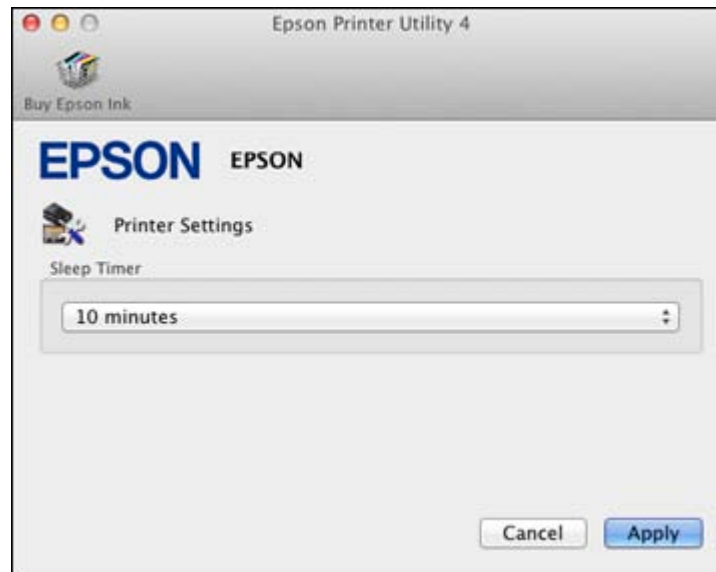 Epson Printer Utility 4
Buy Epson Ink
EPSON EPSON
Printer Settings
Sleep Timer
10 minutes
Cancel Apply